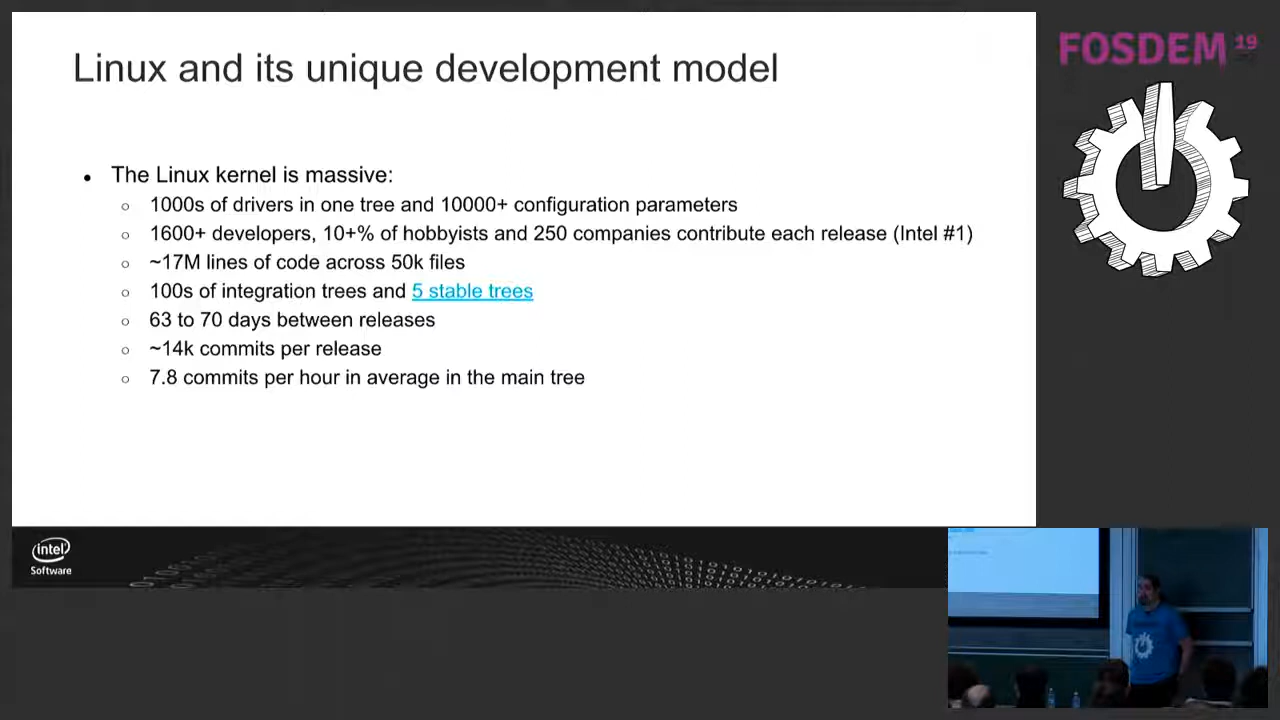 Linux and its unique development model
FOSDEM 19
● The Linux kernel is massive:
○ 1000s of drivers in one tree and 10000+ configuration parameters
○ 1600+ developers, 10+% of hobbyists and 250 companies contribute each release (Intel #1)
○ ~17M lines of code across 50k files
○ 100s of integration trees and 5 stable trees
○ 63 to 70 days between releases
○ ~14k commits per release
○ 7.8 commits per hour in average in the main tree
intel
Software